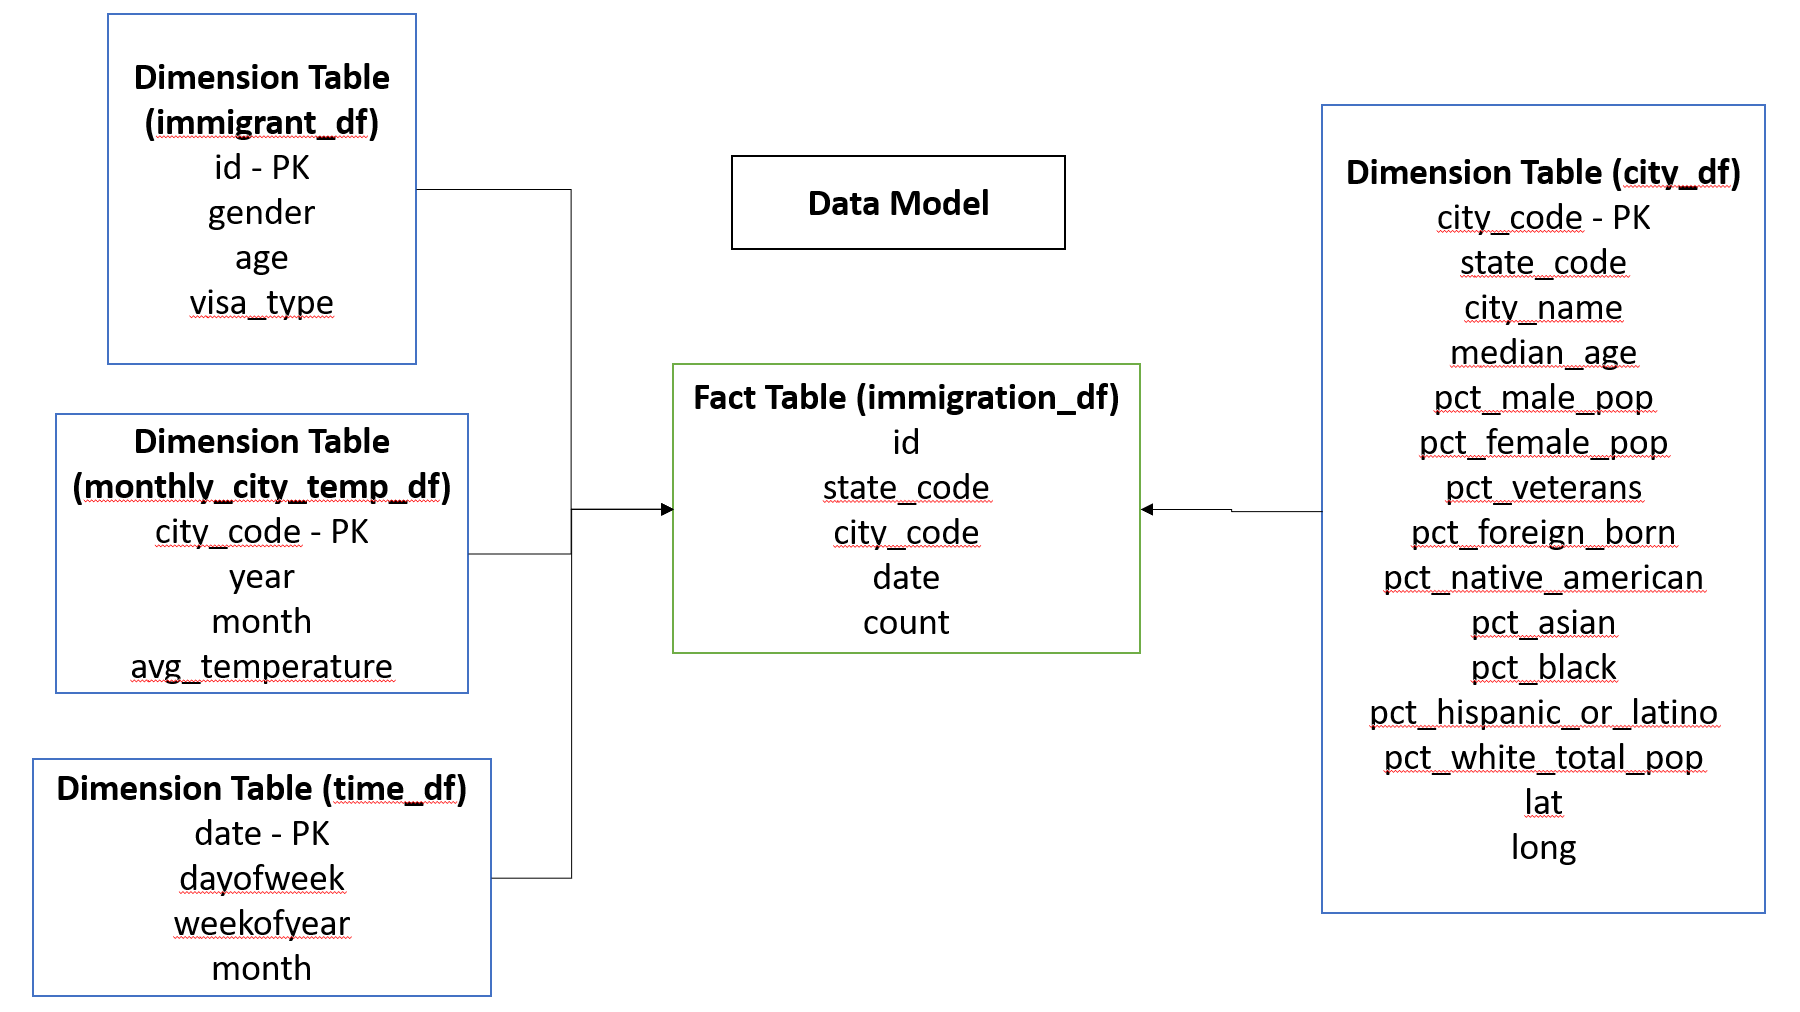 Dimension Table
(immigrant_df)
id - PK
gender
age
visa_type
Dimension Table
(monthly_city_temp_df)
city_code - PK
year
month
avg_temperature
Dimension Table (time_df)
date - PK
dayofweek
weekofyear
month
Data Model
Fact Table (immigration_df)
id
state_code
city_code
date
count
Dimension Table (city_df)
city_code - PK
state_code
city_name
median_age
pct_male_pop
pct_female_pop
pct_veterans
pct_foreign_born
pct_native_american
pct_asian
pct_black
pct_hispanic_or_latino
pct_white_total_pop
lat
long